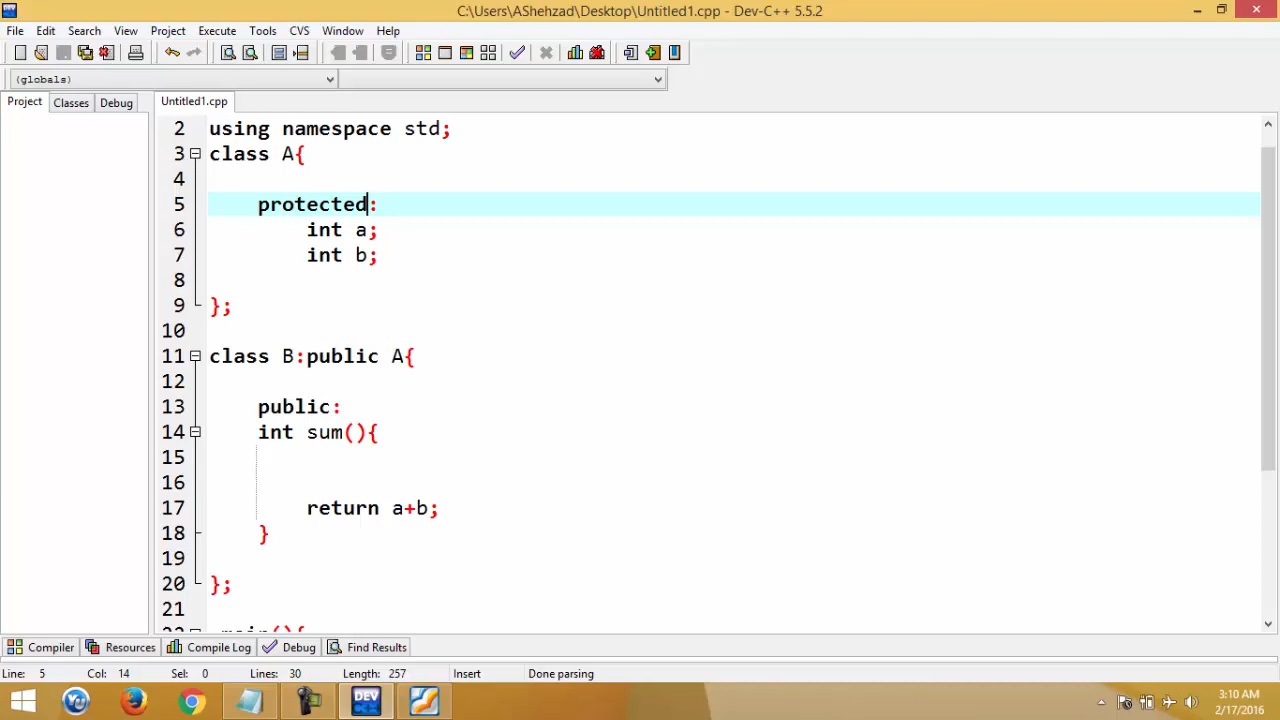 C:\Users\AShehzad\Desktop\Untitled1.cpp - Dev-C++ 5.5.2
File Edit Search View Project Execute Tools CVS Window Help
(globals)
Project Classes Debug Untitled1.cpp
2 using namespace std;
3 class A{
4
5 protected:
6 int a;
7 int b;
8
9 };
10
11 class B:public A{
12
13 public:
14 int sum(){
15
16
17 return a+b;
18 }
19
20 };
21
22 main(){
Compiler Resources Compile Log Debug Find Results
Line: 5 Col: 14 Sel: 0 Lines: 30 Length: 257 Insert Done parsing
DEV
3:10 AM
2/17/2016